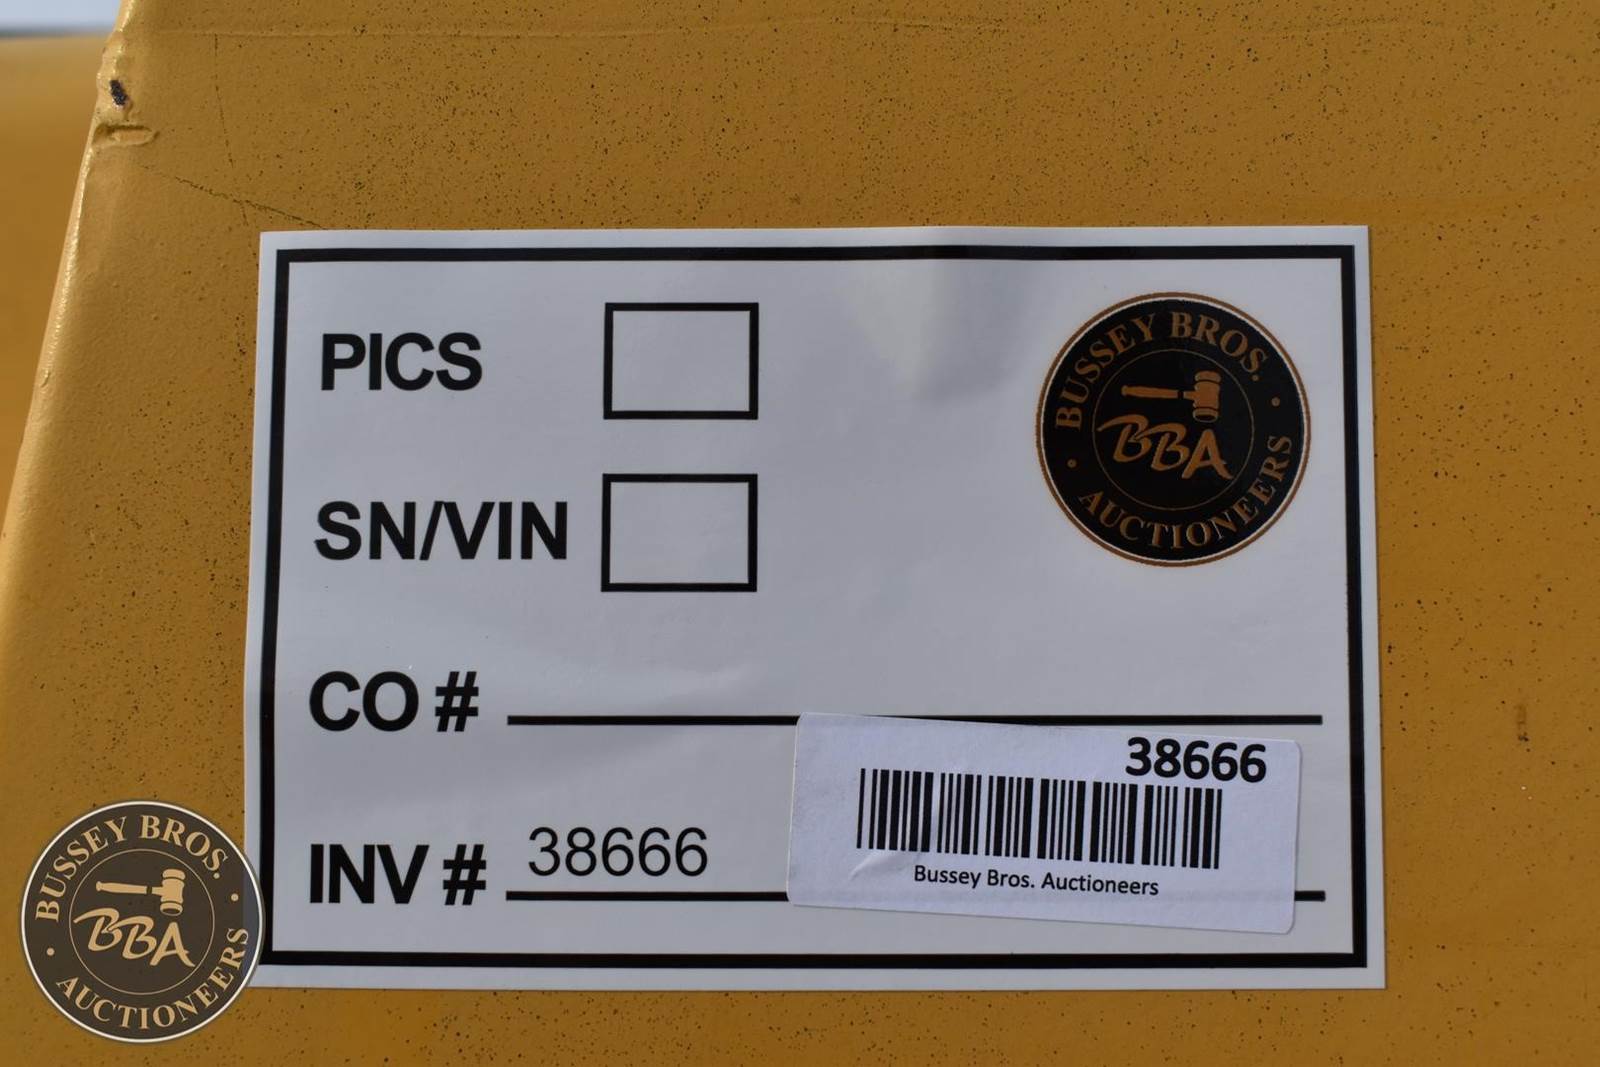 PICS
BUSSEY BROS.
BBA
AUCTIONEERS
SN/VIN
CO #
38666
INV # 38666
Bussey Bros. Auctioneers
BUSSEY BROS.
BBA
AUCTIONEERS